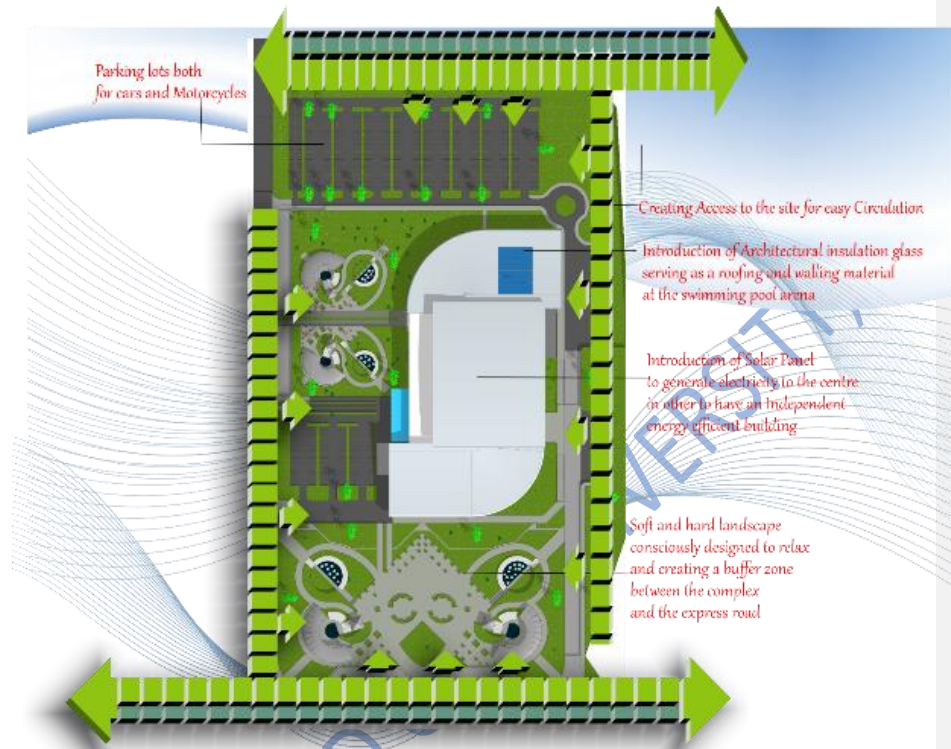 Parking lots both
for cars and Motorcycles
Creating Access to the site for easy Circulation
Introduction of Architectural insulation glass
serving as a roofing and walling material
at the swimming pool arena
Introduction of Solar Panel
to generate electricity to the centre
in other to have an Independent
energy efficient building
Soft and hard landscape
consciously designed to relax
and creating a buffer zone
between the complex
and the express road
VERSITY,